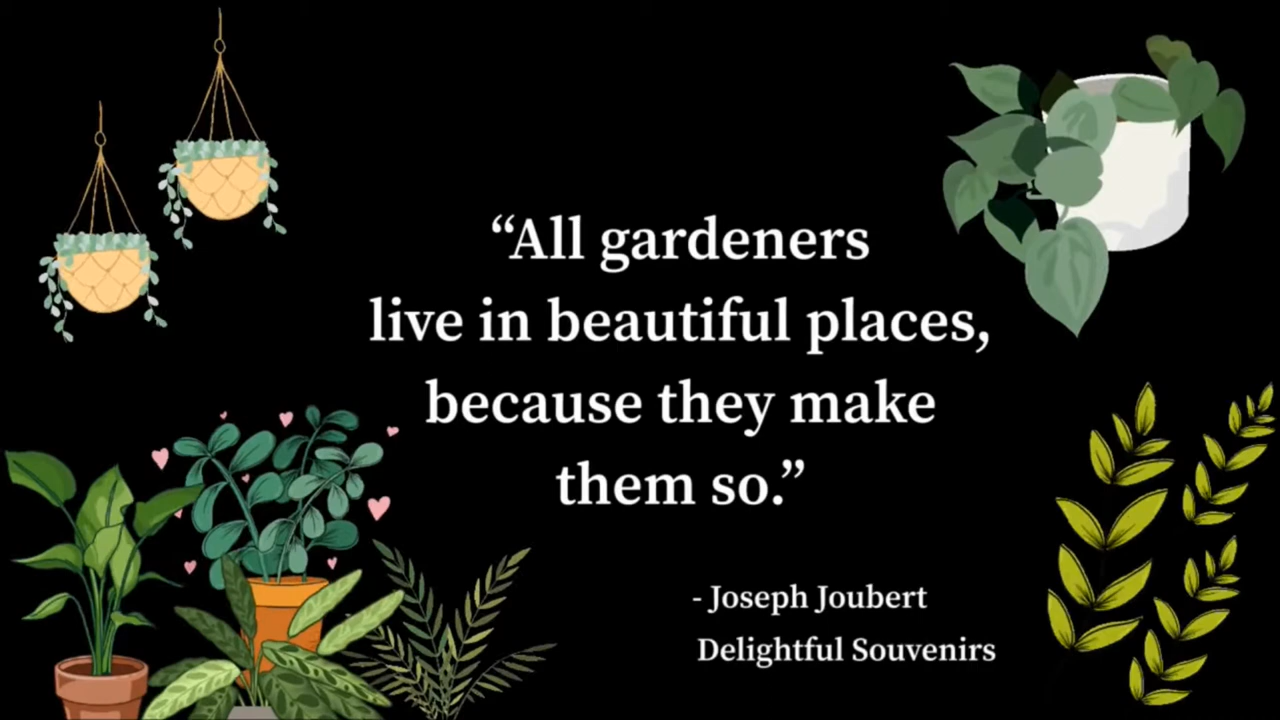 “All gardeners
live in beautiful places,
because they make
them so.”
- Joseph Joubert
Delightful Souvenirs